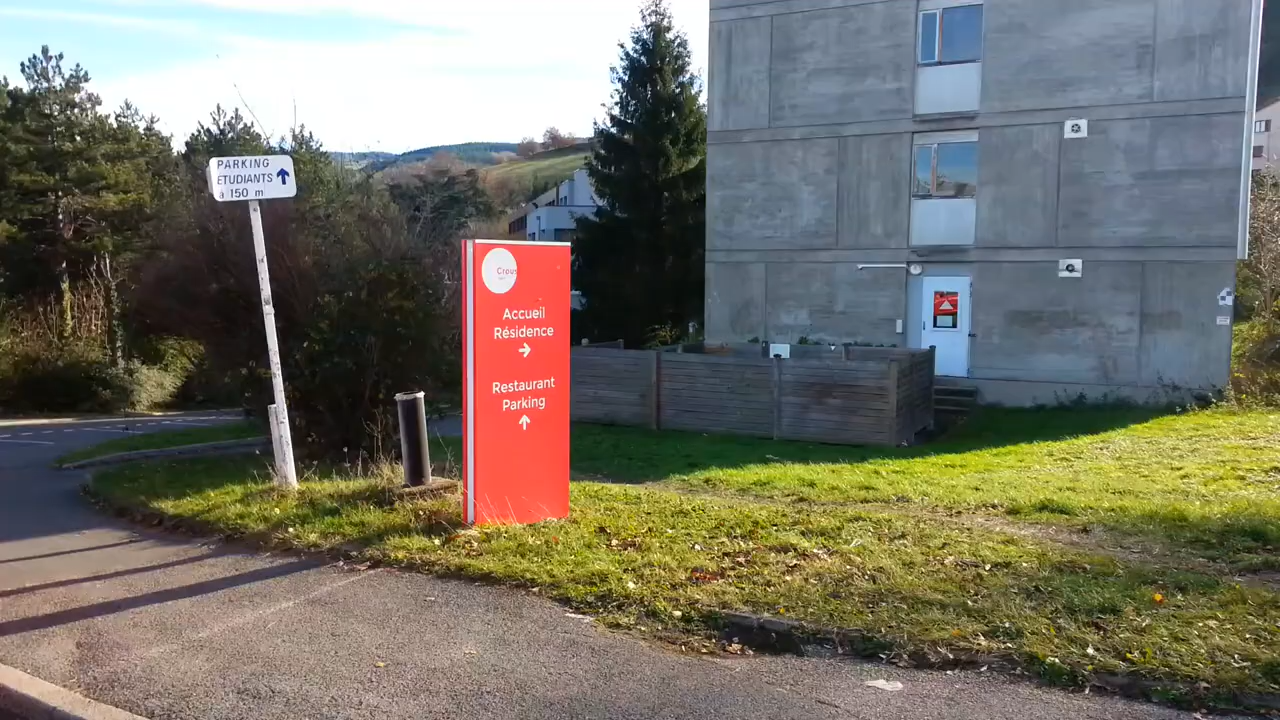 PARKING
ETUDIANTS
à 150 m
Crous
Accueil
Résidence
Restaurant
Parking